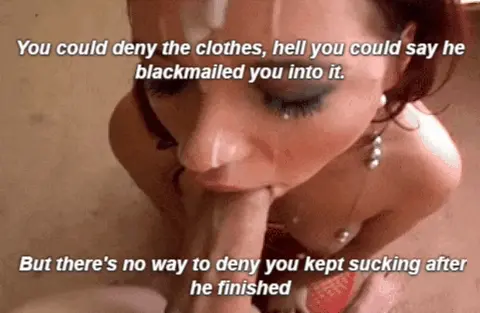 You could deny the clothes, hell you could say he
blackmailed you into it.
But there's no way to deny you kept sucking after
he finished